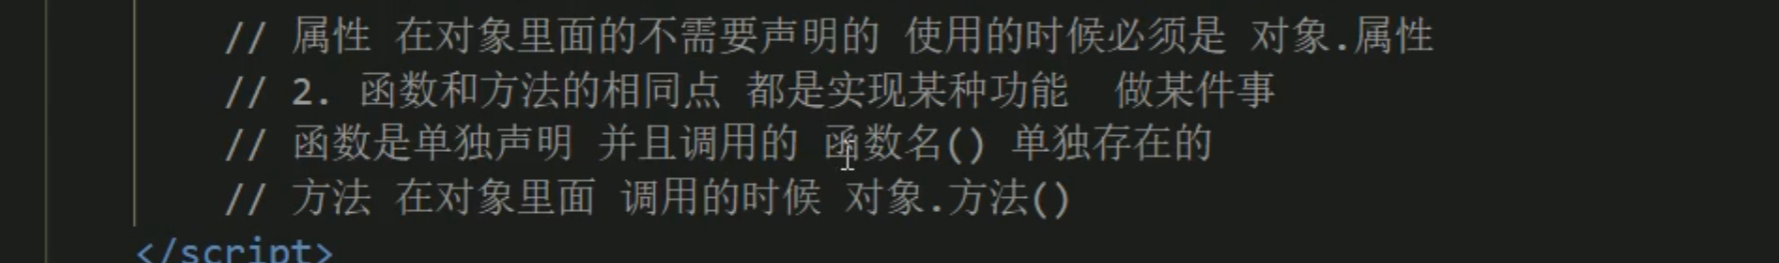 // 属性 在对象里面的不需要声明的 使用的时候必须是 对象.属性
// 2. 函数和方法的相同点 都是实现某种功能  做某件事
// 函数是单独声明 并且调用的 函数名() 单独存在的
// 方法 在对象里面 调用的时候 对象.方法()
</script>